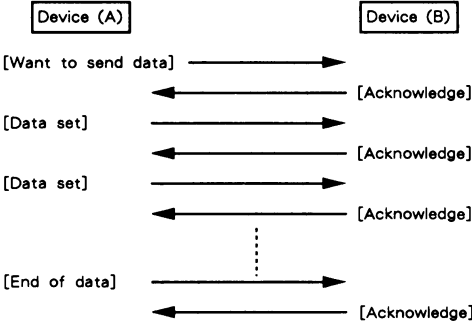 Device (A) Device (B)
[Want to send data]
[Acknowledge]
[Data set]
[Acknowledge]
[Data set]
[Acknowledge]
[End of data]
[Acknowledge]